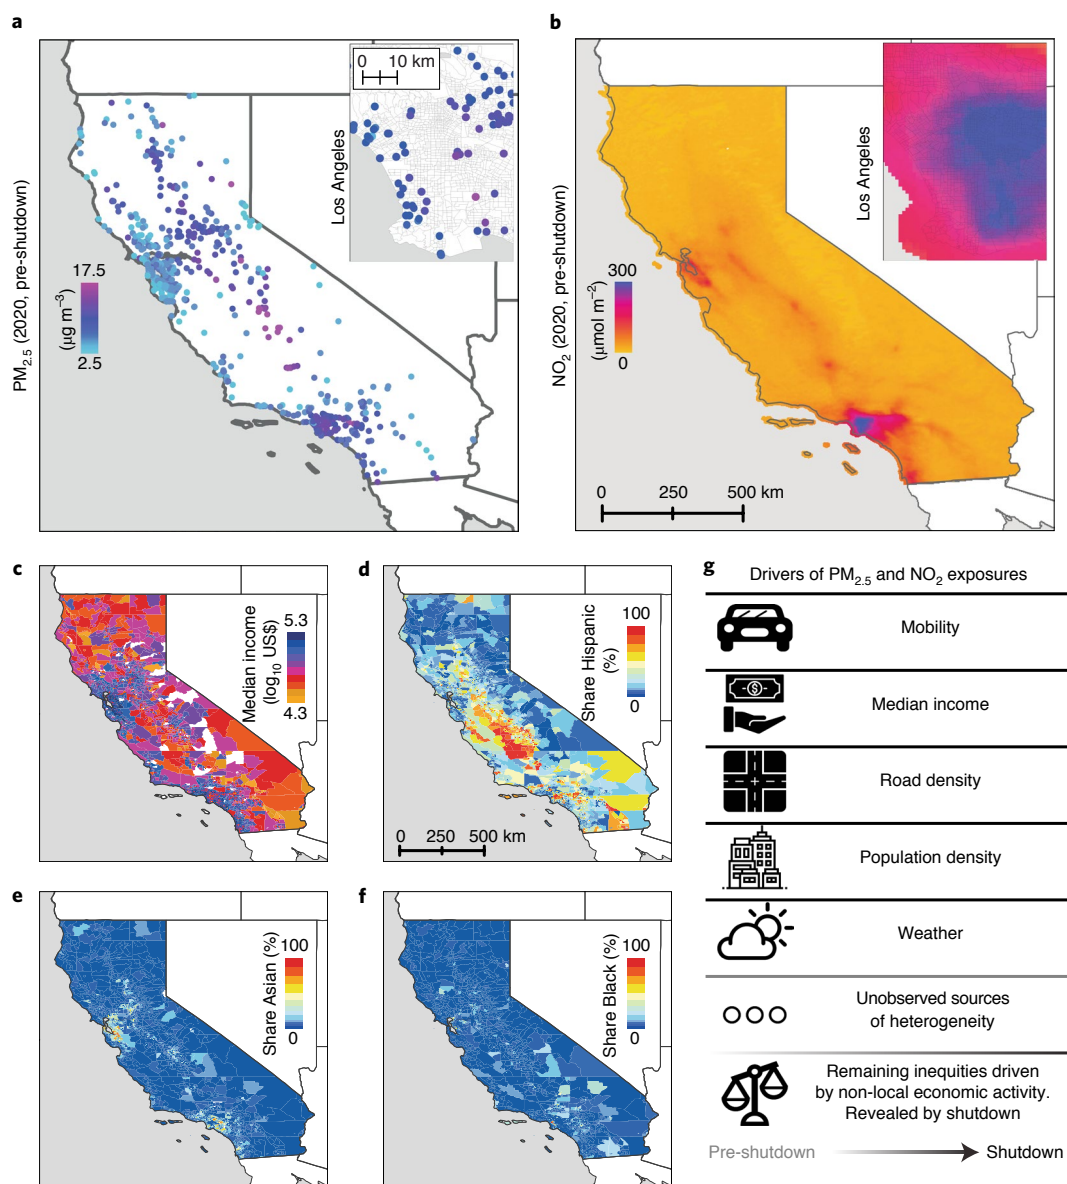 a
PM2.5 (2020, pre-shutdown)
17.5
(μg m−3)
2.5
Los Angeles
0 10 km
b
NO2 (2020, pre-shutdown)
300
(μmol m−2)
0
Los Angeles
0 250 500 km
c
Median income
(log10 US$)
5.3
4.3
d
Share Hispanic
(%)
100
0
0 250 500 km
e
Share Asian (%)
100
0
f
Share Black (%)
100
0
g
Drivers of PM2.5 and NO2 exposures
Mobility
$
Median income
Road density
Population density
Weather
Unobserved sources
of heterogeneity
Remaining inequities driven
by non-local economic activity.
Revealed by shutdown
Pre-shutdown Shutdown